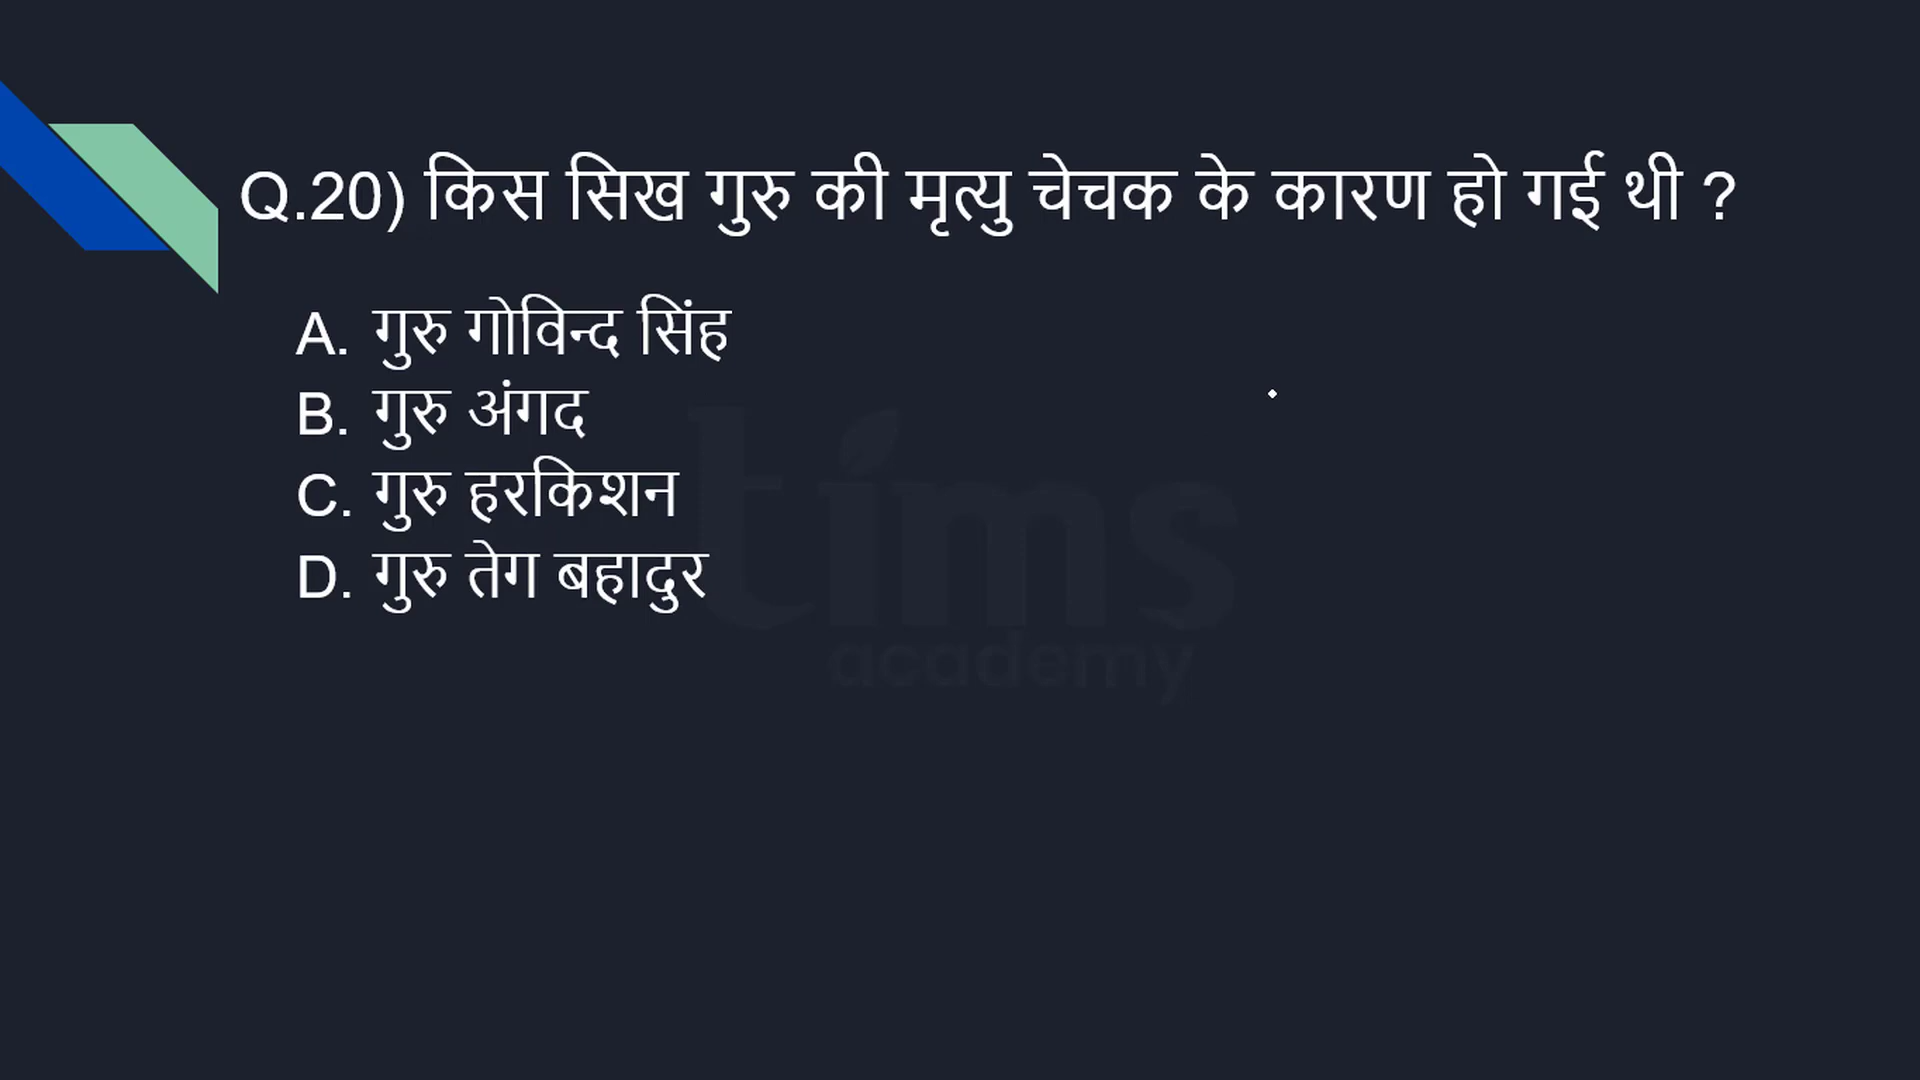 Q.20) किस सिख गुरु की मृत्यु चेचक के कारण हो गई थी ?
A. गुरु गोविन्द सिंह
B. गुरु अंगद
C. गुरु हरकिशन
D. गुरु तेग बहादुर
tims
academy